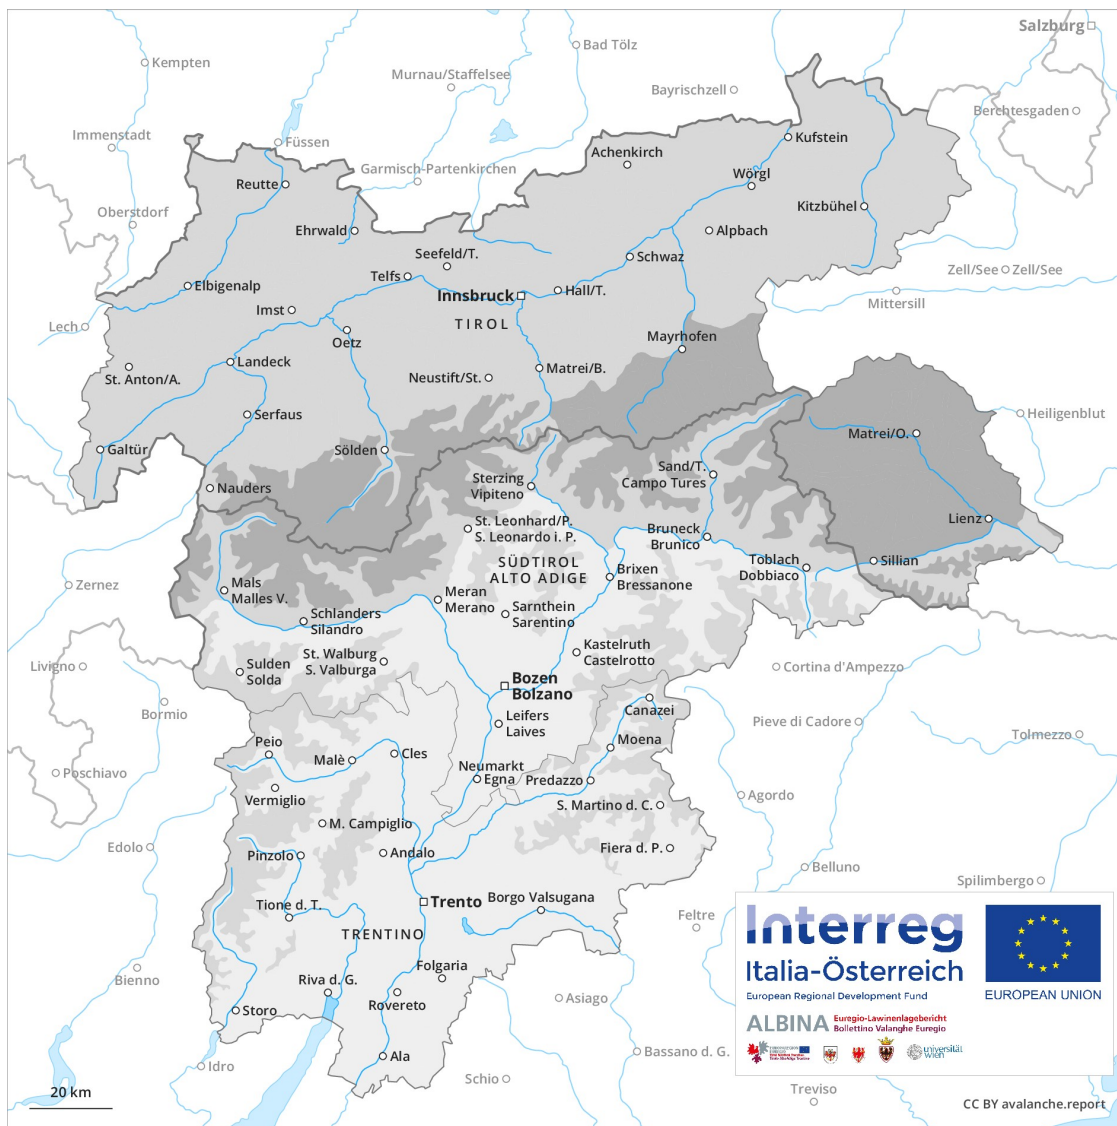 Salzburg
Bad Tölz
Kempten
Murnau/Staffelsee
Bayrischzell
Berchtesgaden
Immenstadt
Füssen
Kufstein
Achenkirch
Garmisch-Partenkirchen
Wörgl
Reutte
Kitzbühel
Oberstdorf
Ehrwald
Alpbach
Seefeld/T.
Schwaz
Telfs
Zell/See
Zell/See
Elbigenalp
Innsbruck
Hall/T.
Mittersill
Imst
TIROL
Lech
Oetz
Mayrhofen
Landeck
Matrei/B.
St. Anton/A.
Neustift/St.
Serfaus
Heiligenblut
Matrei/O.
Galtür
Sölden
Sand/T.
Campo Tures
Sterzing
Vipiteno
Nauders
Lienz
St. Leonhard/P.
S. Leonardo i. P.
Bruneck
Brunico
SÜDTIROL
ALTO ADIGE
Toblach
Dobbiaco
Sillian
Brixen
Bressanone
Zernez
Mals
Malles V.
Meran
Merano
Schlanders
Silandro
Sarnthein
Sarentino
Kastelruth
Castelrotto
St. Walburg
S. Valburga
Livigno
Sulden
Solda
Cortina d'Ampezzo
Bozen
Bolzano
Bormio
Canazei
Leifers
Laives
Pieve di Cadore
Tolmezzo
Peio
Moena
Cles
Malè
Poschiavo
Neumarkt
Egna
Predazzo
Vermiglio
Agordo
S. Martino d. C.
M. Campiglio
Edolo
Pinzolo
Andalo
Fiera d. P.
Belluno
Spilimbergo
Tione d. T.
Trento
Borgo Valsugana
Feltre
TRENTINO
Interreg
Italia-Österreich
European Regional Development Fund
EUROPEAN UNION
Folgaria
Bienno
Riva d. G.
Rovereto
Asiago
Storo
ALBINA
Euregio-Lawinenlagebericht
Bollettino Valanghe Euregio
universität
wien
Ala
Bassano d. G.
Idro
Schio
Treviso
20 km
CC BY avalanche.report